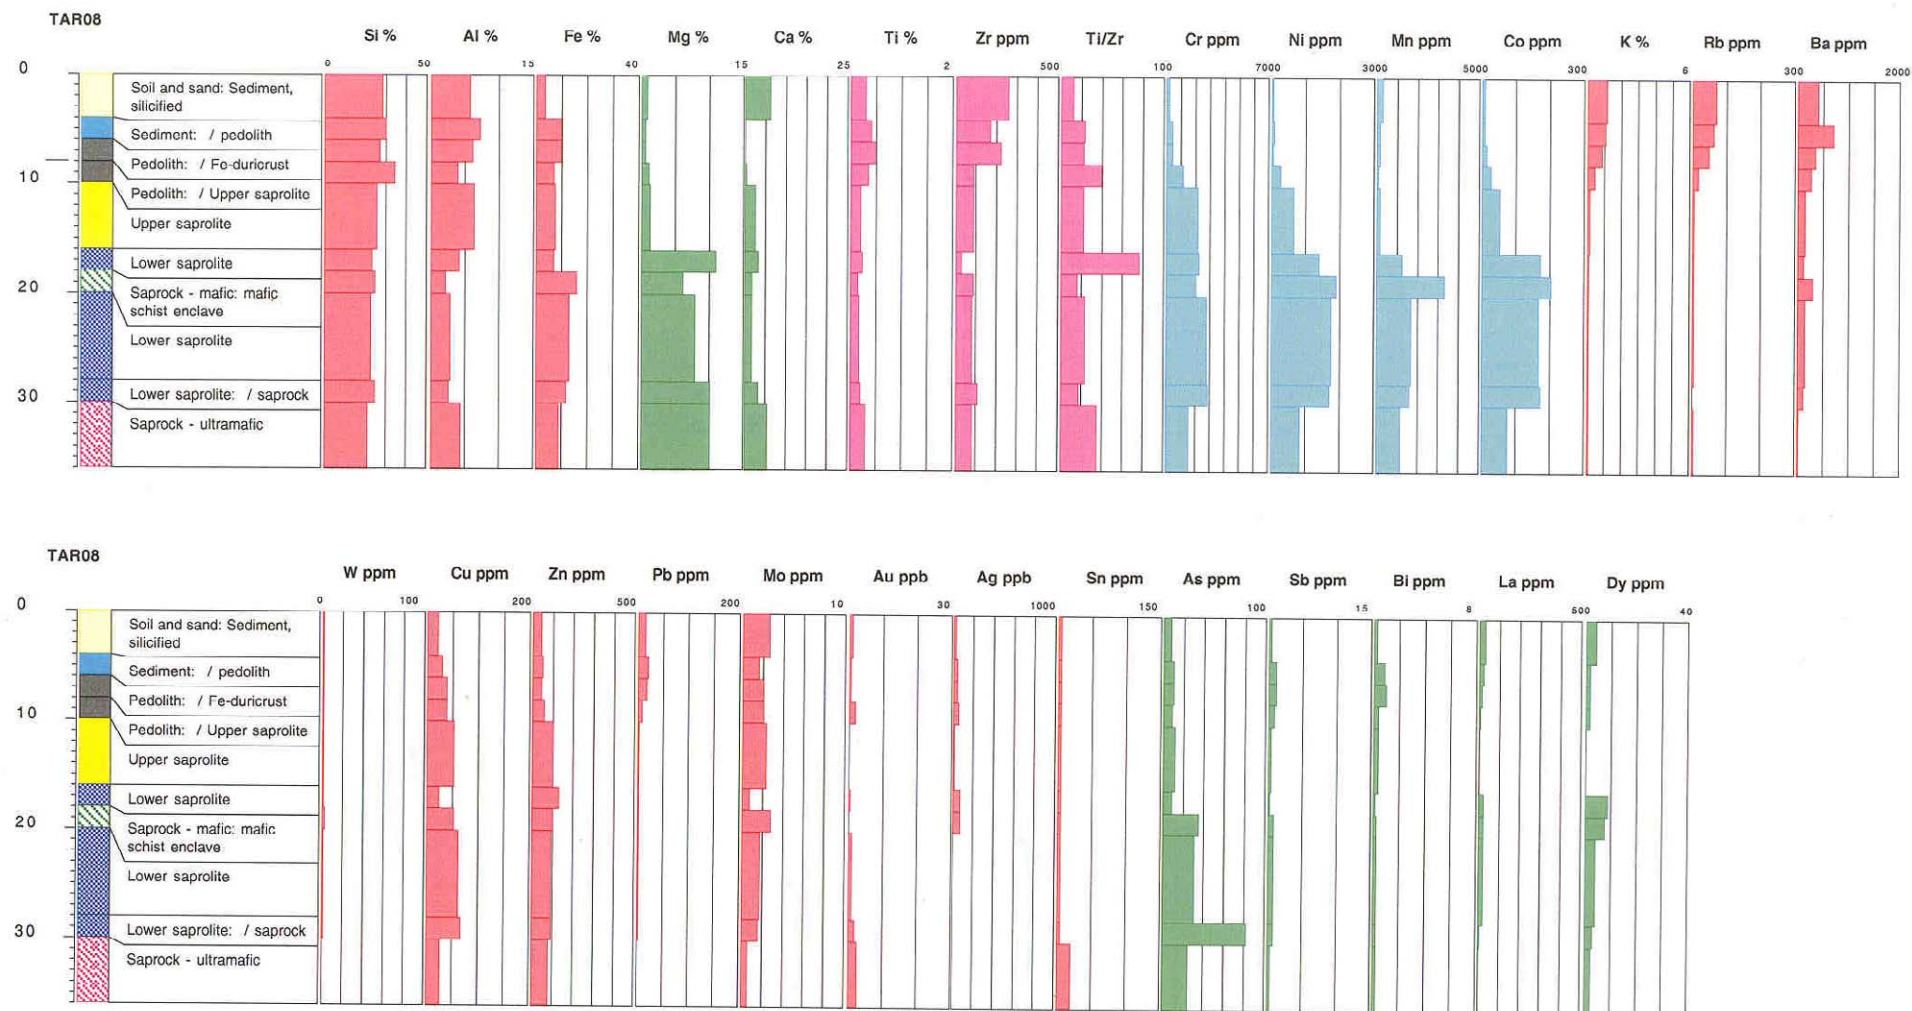 TAR08
Si %
Al %
Fe %
Mg %
Ca %
Ti %
Zr ppm
Ti/Zr
Cr ppm
Ni ppm
Mn ppm
Co ppm
K %
Rb ppm
Ba ppm
0 50 15 40 15 25 2 500 100 7000 3000 5000 300 6 300 2000
0
Soil and sand: Sediment,
silicified
Sediment: / pedolith
Pedolith: / Fe-duricrust
10
Pedolith: / Upper saprolite
Upper saprolite
Lower saprolite
20
Saprock - mafic: mafic
schist enclave
Lower saprolite
30
Lower saprolite: / saprock
Saprock - ultramafic
TAR08
W ppm
Cu ppm
Zn ppm
Pb ppm
Mo ppm
Au ppb
Ag ppb
Sn ppm
As ppm
Sb ppm
Bi ppm
La ppm
Dy ppm
0 100 200 500 200 10 30 1000 150 100 15 8 500 40
0
Soil and sand: Sediment,
silicified
Sediment: / pedolith
Pedolith: / Fe-duricrust
10
Pedolith: / Upper saprolite
Upper saprolite
Lower saprolite
20
Saprock - mafic: mafic
schist enclave
Lower saprolite
30
Lower saprolite: / saprock
Saprock - ultramafic